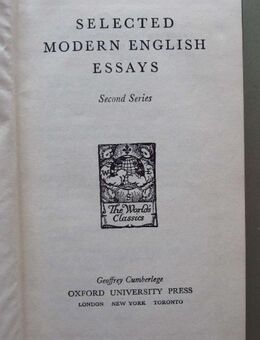 SELECTED
MODERN ENGLISH
ESSAYS
Second Series
The World's
Classics
Geoffrey Cumberlege
OXFORD UNIVERSITY PRESS
LONDON NEW YORK TORONTO